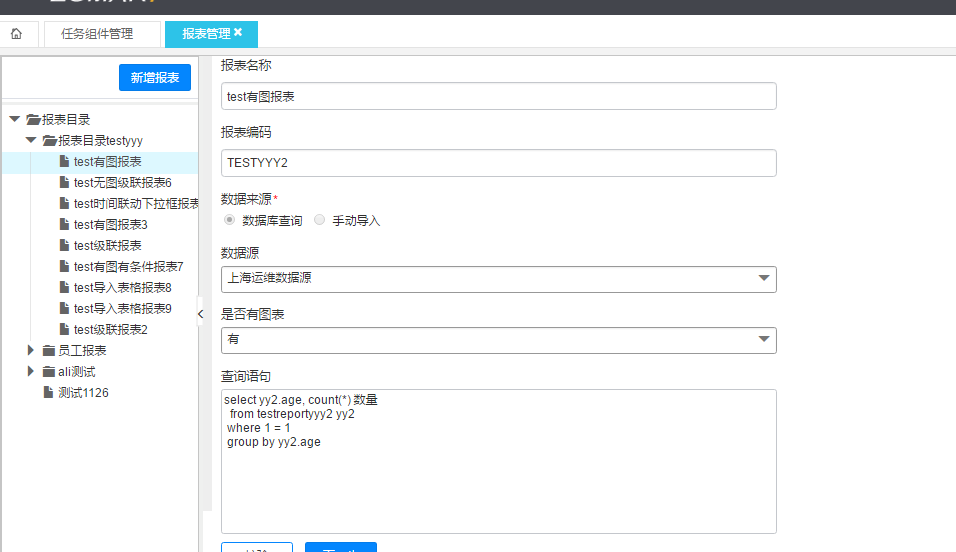 任务组件管理
报表管理
新增报表
报表目录
报表目录testyyy
test有图报表
test无图级联报表6
test时间联动下拉框报表
test有图报表3
test级联报表
test有图有条件报表7
test导入表格报表8
test导入表格报表9
test级联报表2
员工报表
ali测试
测试1126
报表名称
test有图报表
报表编码
TESTYYY2
数据来源*
数据库查询 手动导入
数据源
上海运维数据源
是否有图表
有
查询语句
select yy2.age, count(*) 数量
from testreportyyy2 yy2
where 1 = 1
group by yy2.age